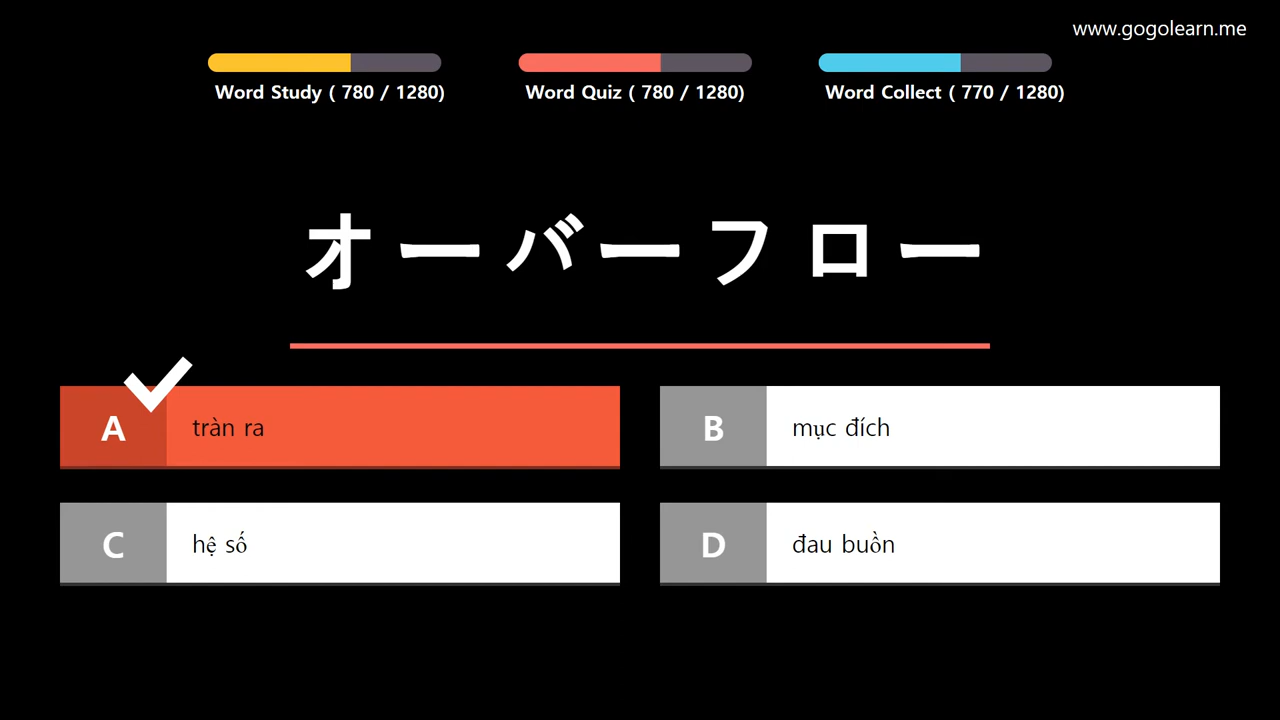 www.gogolearn.me
Word Study ( 780 / 1280)
Word Quiz ( 780 / 1280)
Word Collect ( 770 / 1280)
オーバーフロー
A tràn ra
B mục đích
C hệ số
D đau buồn